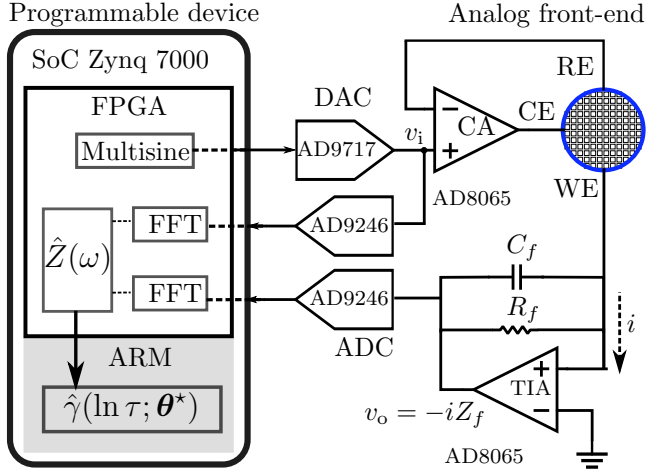 Programmable device
Analog front-end
SoC Zynq 7000
RE
FPGA
DAC
Multisine
AD9717
v_i
−
CA
+
CE
WE
AD8065
FFT
AD9246
Ẑ(ω)
C_f
FFT
AD9246
R_f
i
ADC
ARM
+
TIA
−
γ̂(ln τ; θ*)
v_o = −iZ_f
AD8065